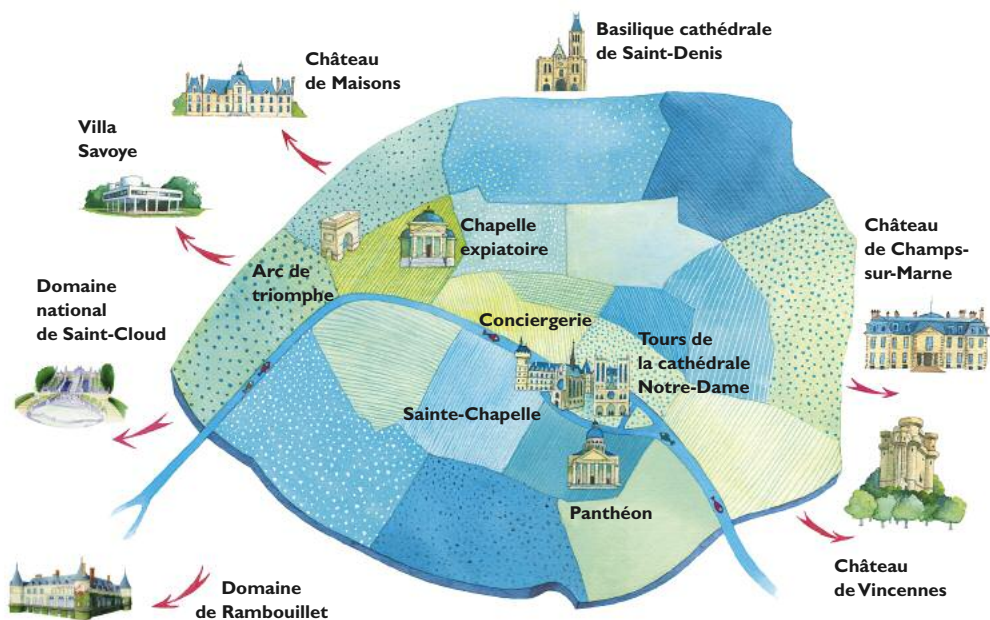 Basilique cathédrale
de Saint-Denis
Château
de Maisons
Villa
Savoye
Chapelle
expiatoire
Château
de Champs-
sur-Marne
Arc de
triomphe
Domaine
national
de Saint-Cloud
Conciergerie
Tours de
la cathédrale
Notre-Dame
Sainte-Chapelle
Panthéon
Château
de Vincennes
Domaine
de Rambouillet